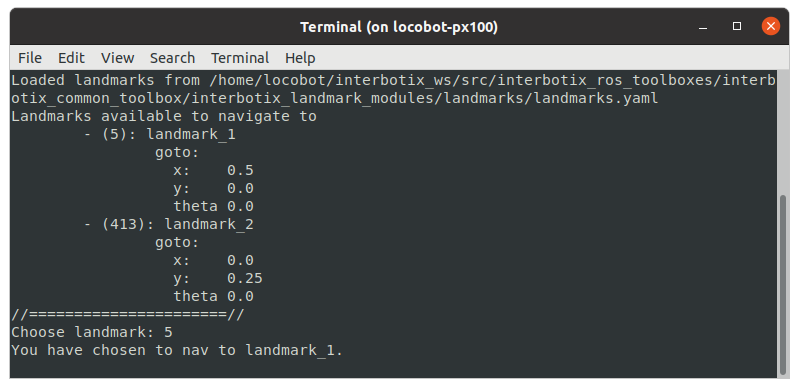 Terminal (on locobot-px100)
File Edit View Search Terminal Help
Loaded landmarks from /home/locobot/interbotix_ws/src/interbotix_ros_toolboxes/interb
otix_common_toolbox/interbotix_landmark_modules/landmarks/landmarks.yaml
Landmarks available to navigate to
- (5): landmark_1
goto:
x: 0.5
y: 0.0
theta 0.0
- (413): landmark_2
goto:
x: 0.0
y: 0.25
theta 0.0
//======================//
Choose landmark: 5
You have chosen to nav to landmark_1.